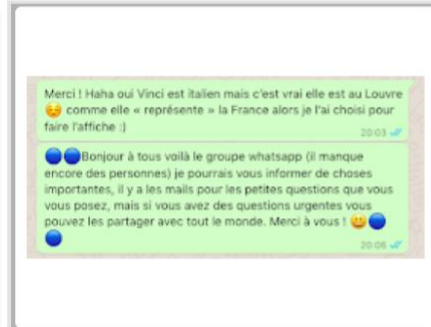 Merci ! Haha oui Vinci est italien mais c'est vrai elle est au Louvre
☺️ comme elle « représente » la France alors je l'ai choisi pour
faire l'affiche :)
20:03
🔵🔵Bonjour à tous voilà le groupe whatsapp (il manque
encore des personnes) je pourrais vous informer de choses
importantes, il y a les mails pour les petites questions que vous
vous posez, mais si vous avez des questions urgentes vous
pouvez les partager avec tout le monde. Merci à vous ! 😀🔵
🔵
20:06